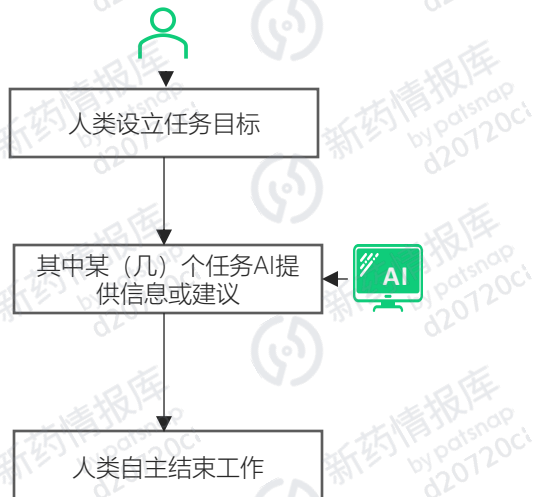 人类设立任务目标
其中某（几）个任务AI提
供信息或建议
AI
人类自主结束工作
新药情报库
by patsnap